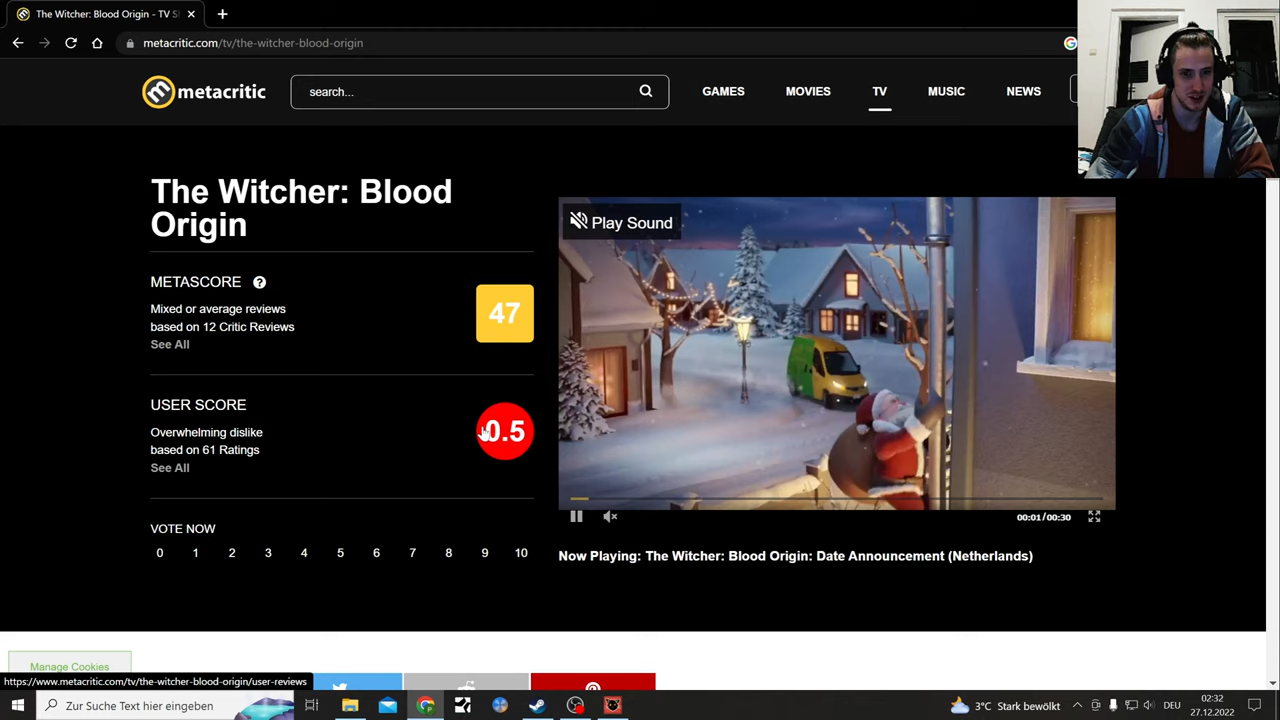 The Witcher: Blood Origin - TV S
metacritic.com/tv/the-witcher-blood-origin
metacritic
search...
GAMES
MOVIES
TV
MUSIC
NEWS
The Witcher: Blood
Origin
METASCORE ?
Mixed or average reviews
based on 12 Critic Reviews
See All
47
USER SCORE
Overwhelming dislike
based on 61 Ratings
See All
0.5
VOTE NOW
0 1 2 3 4 5 6 7 8 9 10
Play Sound
00:01/00:30
Now Playing: The Witcher: Blood Origin: Date Announcement (Netherlands)
Manage Cookies
https://www.metacritic.com/tv/the-witcher-blood-origin/user-reviews
Zur Suche Text hier eingeben
3°C Stark bewölkt
DEU
02:32
27.12.2022